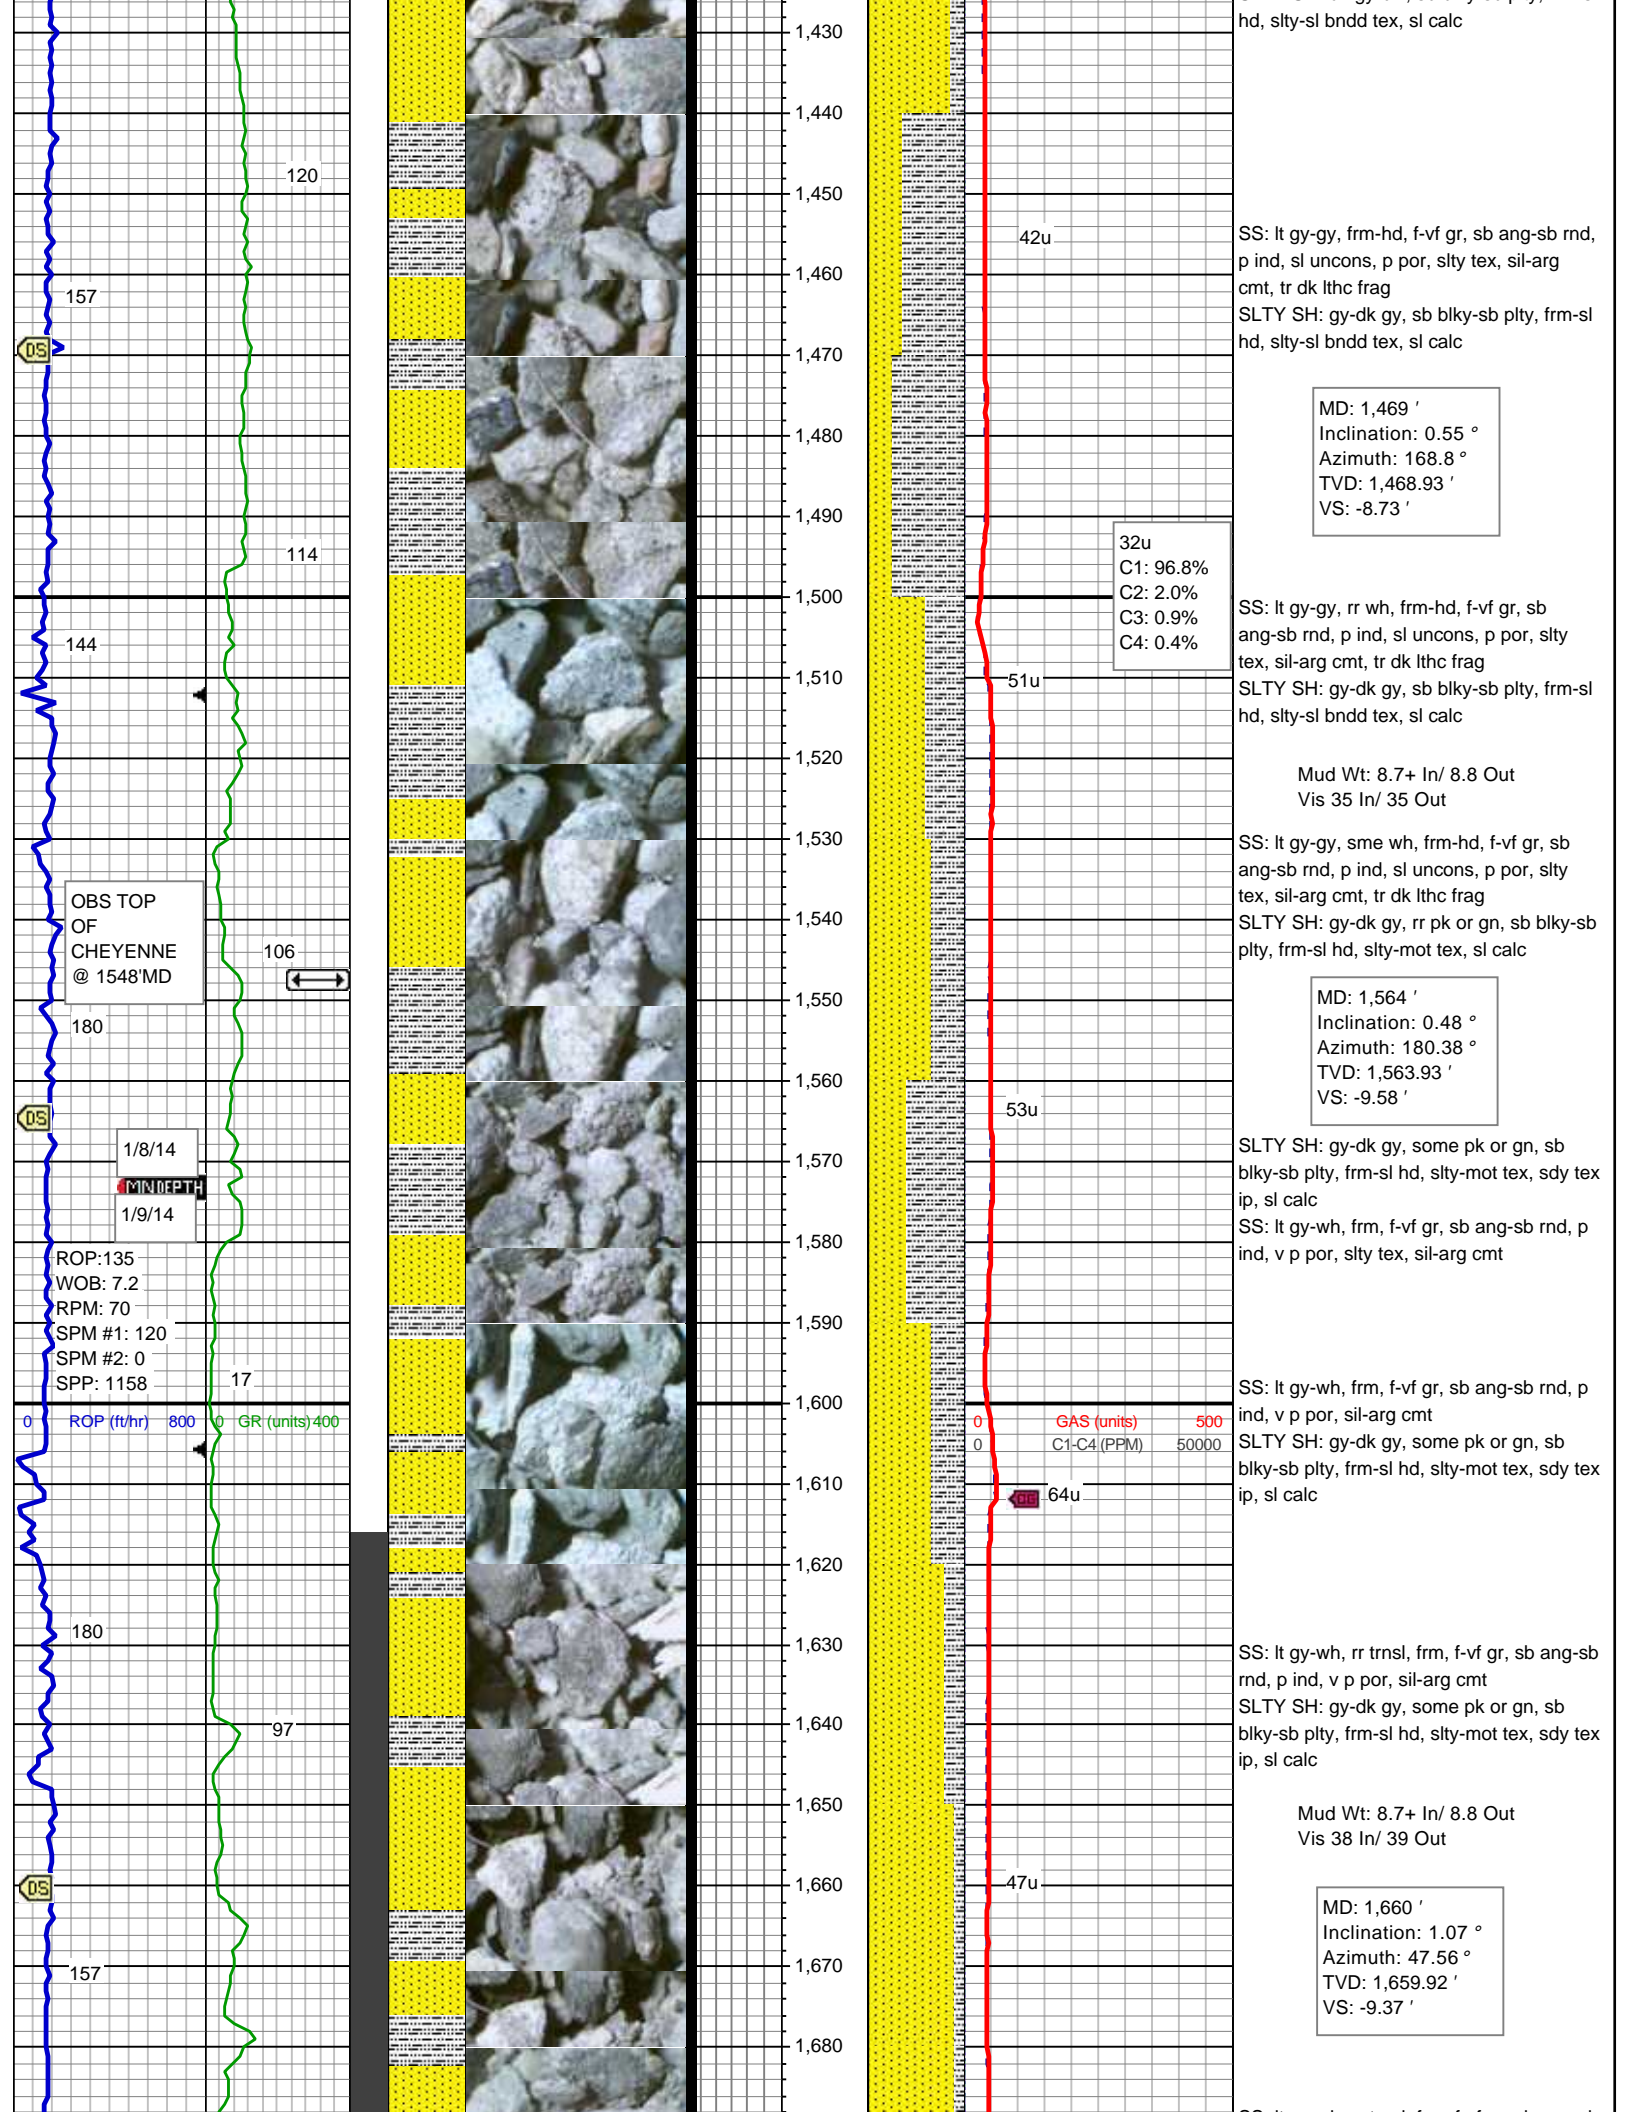 hd, slty-sl bndd tex, sl calc
1,430
1,440
120
1,450
42u
SS: lt gy-gy, frm-hd, f-vf gr, sb ang-sb rnd,
p ind, sl uncons, p por, slty tex, sil-arg
cmt, tr dk lthc frag
SLTY SH: gy-dk gy, sb blky-sb plty, frm-sl
hd, slty-sl bndd tex, sl calc
1,460
157
DS
1,470
MD: 1,469 '
Inclination: 0.55 °
Azimuth: 168.8 °
TVD: 1,468.93 '
VS: -8.73 '
1,480
1,490
114
32u
C1: 96.8%
C2: 2.0%
C3: 0.9%
C4: 0.4%
1,500
SS: lt gy-gy, rr wh, frm-hd, f-vf gr, sb
ang-sb rnd, p ind, sl uncons, p por, slty
tex, sil-arg cmt, tr dk lthc frag
SLTY SH: gy-dk gy, sb blky-sb plty, frm-sl
hd, slty-sl bndd tex, sl calc
144
1,510
51u
1,520
Mud Wt: 8.7+ In/ 8.8 Out
Vis 35 In/ 35 Out
1,530
SS: lt gy-gy, sme wh, frm-hd, f-vf gr, sb
ang-sb rnd, p ind, sl uncons, p por, slty
tex, sil-arg cmt, tr dk lthc frag
SLTY SH: gy-dk gy, rr pk or gn, sb blky-sb
plty, frm-sl hd, slty-mot tex, sl calc
OBS TOP
OF
CHEYENNE
@ 1548'MD
1,540
106
1,550
180
MD: 1,564 '
Inclination: 0.48 °
Azimuth: 180.38 °
TVD: 1,563.93 '
VS: -9.58 '
1,560
53u
DS
1/8/14
MN DEPTH
1/9/14
1,570
SLTY SH: gy-dk gy, some pk or gn, sb
blky-sb plty, frm-sl hd, slty-mot tex, sdy tex
ip, sl calc
SS: lt gy-wh, frm, f-vf gr, sb ang-sb rnd, p
ind, v p por, slty tex, sil-arg cmt
1,580
ROP:135
WOB: 7.2
RPM: 70
SPM #1: 120
SPM #2: 0
SPP: 1158
1,590
17
1,600
SS: lt gy-wh, frm, f-vf gr, sb ang-sb rnd, p
ind, v p por, sil-arg cmt
SLTY SH: gy-dk gy, some pk or gn, sb
blky-sb plty, frm-sl hd, slty-mot tex, sdy tex
ip, sl calc
0 ROP (ft/hr) 800 0 GR (units) 400
0 GAS (units) 500
0 C1-C4 (PPM) 50000
1,610
CG 64u
1,620
180
1,630
SS: lt gy-wh, rr trnsl, frm, f-vf gr, sb ang-sb
rnd, p ind, v p por, sil-arg cmt
SLTY SH: gy-dk gy, some pk or gn, sb
blky-sb plty, frm-sl hd, slty-mot tex, sdy tex
ip, sl calc
1,640
97
1,650
Mud Wt: 8.7+ In/ 8.8 Out
Vis 38 In/ 39 Out
1,660
47u
DS
MD: 1,660 '
Inclination: 1.07 °
Azimuth: 47.56 °
TVD: 1,659.92 '
VS: -9.37 '
1,670
157
1,680